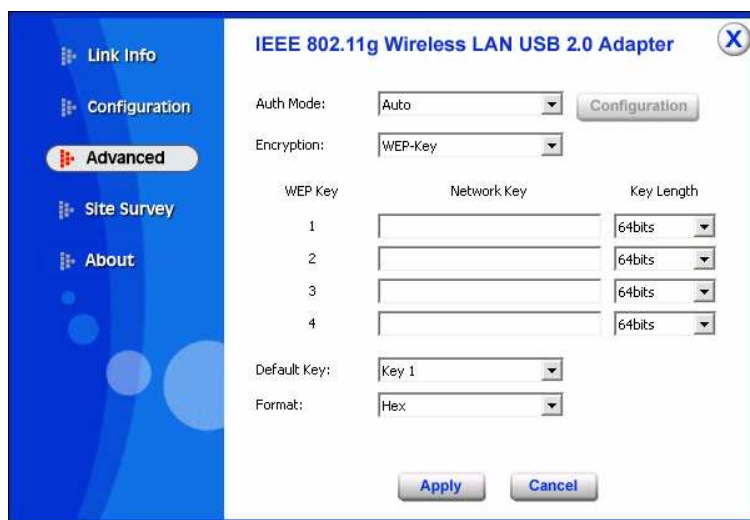 Link Info
Configuration
Advanced
Site Survey
About
IEEE 802.11g Wireless LAN USB 2.0 Adapter
X
Auth Mode: Auto Configuration
Encryption: WEP-Key
WEP Key Network Key Key Length
1 64bits
2 64bits
3 64bits
4 64bits
Default Key: Key 1
Format: Hex
Apply Cancel